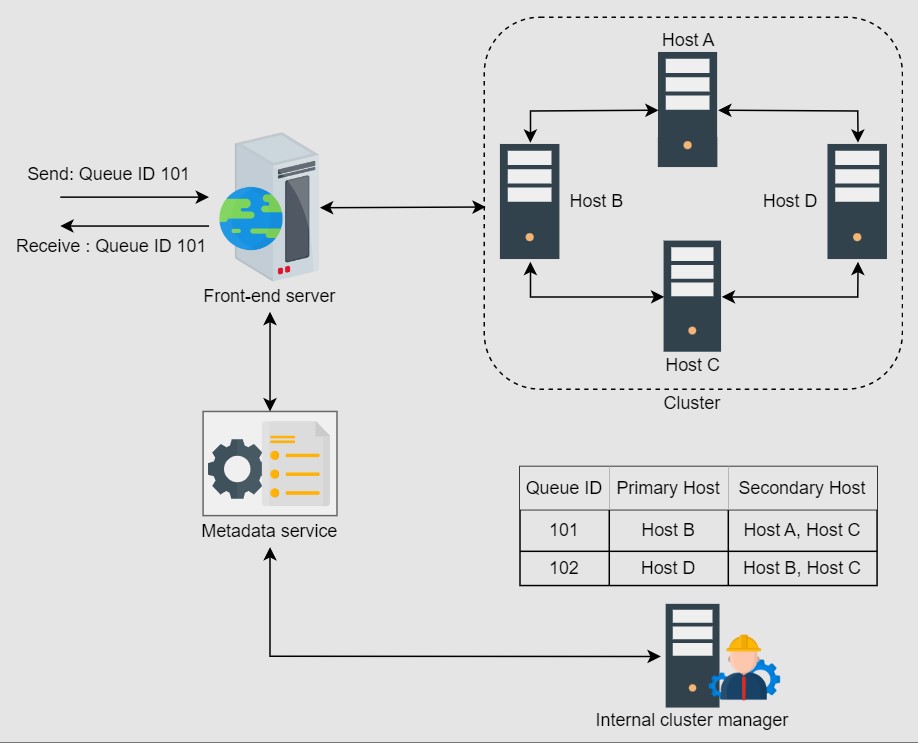 Host A
Send: Queue ID 101
Host B
Host D
Receive : Queue ID 101
Front-end server
Host C
Cluster
Queue ID Primary Host Secondary Host
101 Host B Host A, Host C
102 Host D Host B, Host C
Metadata service
Internal cluster manager